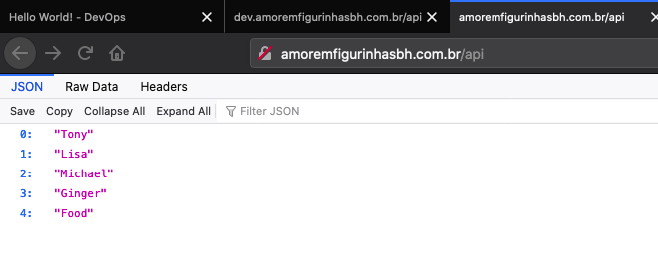 Hello World! - DevOps
dev.amoremfigurinhasbh.com.br/api
amoremfigurinhasbh.com.br/api
amoremfigurinhasbh.com.br/api
JSON Raw Data Headers
Save Copy Collapse All Expand All Filter JSON
0: "Tony"
1: "Lisa"
2: "Michael"
3: "Ginger"
4: "Food"